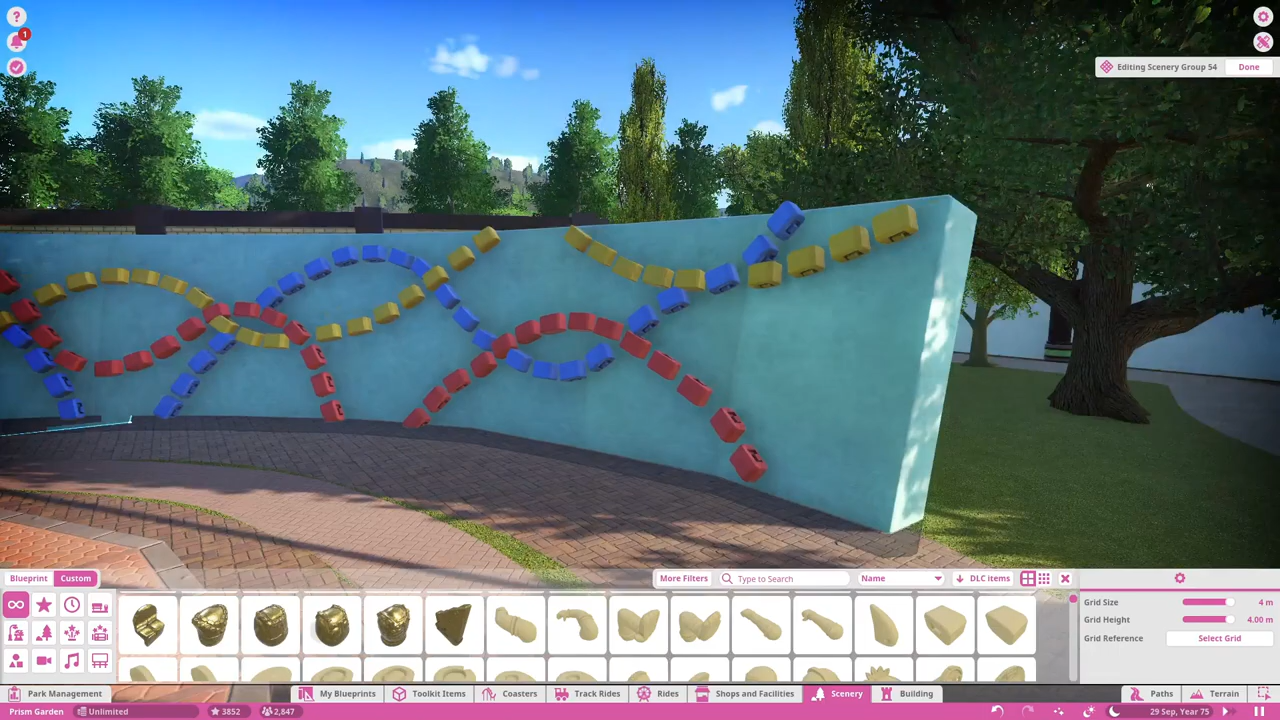 ?
1
Editing Scenery Group 54 Done
Blueprint Custom More Filters Type to Search Name DLC items
Grid Size 4 m
Grid Height 4.00 m
Grid Reference Select Grid
Park Management My Blueprints Toolkit Items Coasters Track Rides Rides Shops and Facilities Scenery Building Paths Terrain
Prism Garden Unlimited 3852 2,847 29 Sep, Year 75